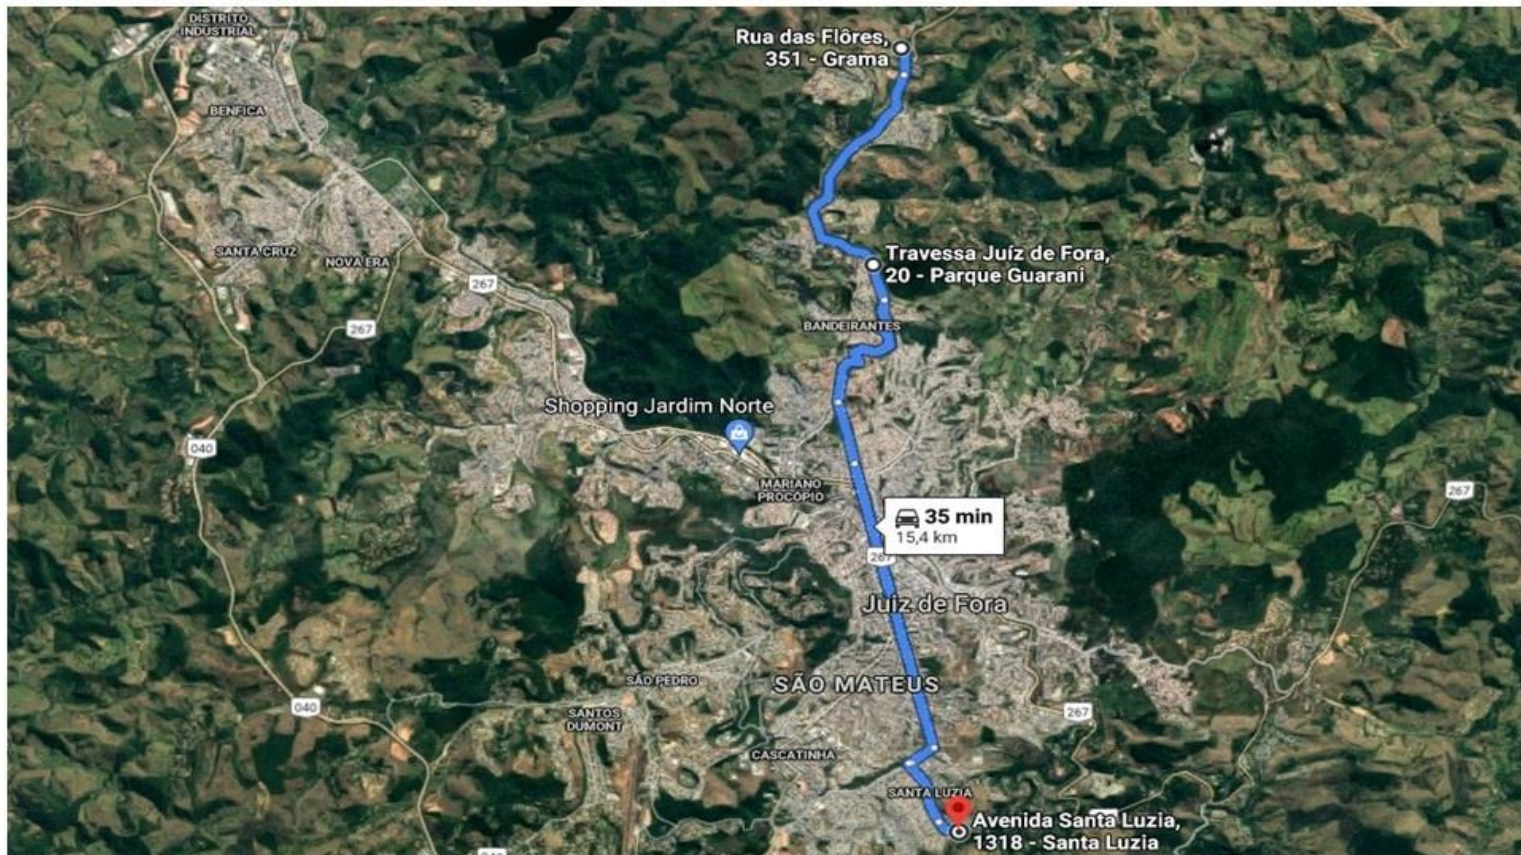 DISTRITO
INDUSTRIAL
Rua das Flôres,
351 - Grama
BENFICA
SANTA CRUZ
NOVA ERA
267
267
Travessa Juíz de Fora,
20 - Parque Guarani
BANDEIRANTES
Shopping Jardim Norte
040
MARIANO
PROCÓPIO
267
35 min
15,4 km
267
Juiz de Fora
SÃO PEDRO
SÃO MATEUS
040
SANTOS
DUMONT
267
CASCATINHA
SANTA LUZIA
Avenida Santa Luzia,
1318 - Santa Luzia